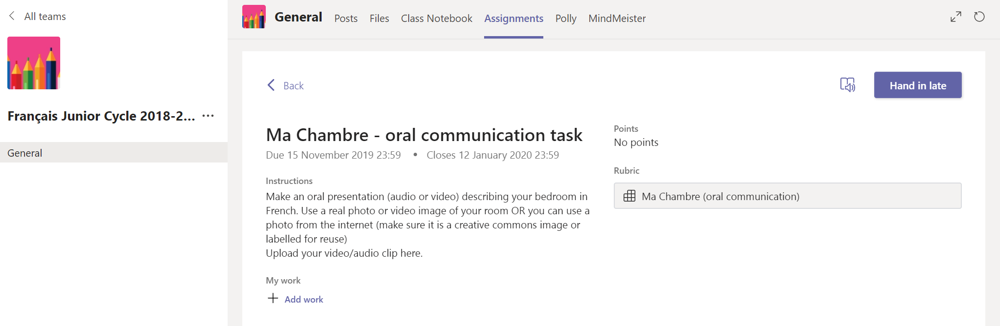 All teams
Français Junior Cycle 2018-2...
General
General
Posts
Files
Class Notebook
Assignments
Polly
MindMeister
Back
Hand in late
Ma Chambre - oral communication task
Due 15 November 2019 23:59 • Closes 12 January 2020 23:59
Instructions
Make an oral presentation (audio or video) describing your bedroom in
French. Use a real photo or video image of your room OR you can use a
photo from the internet (make sure it is a creative commons image or
labelled for reuse)
Upload your video/audio clip here.
My work
Add work
Points
No points
Rubric
Ma Chambre (oral communication)